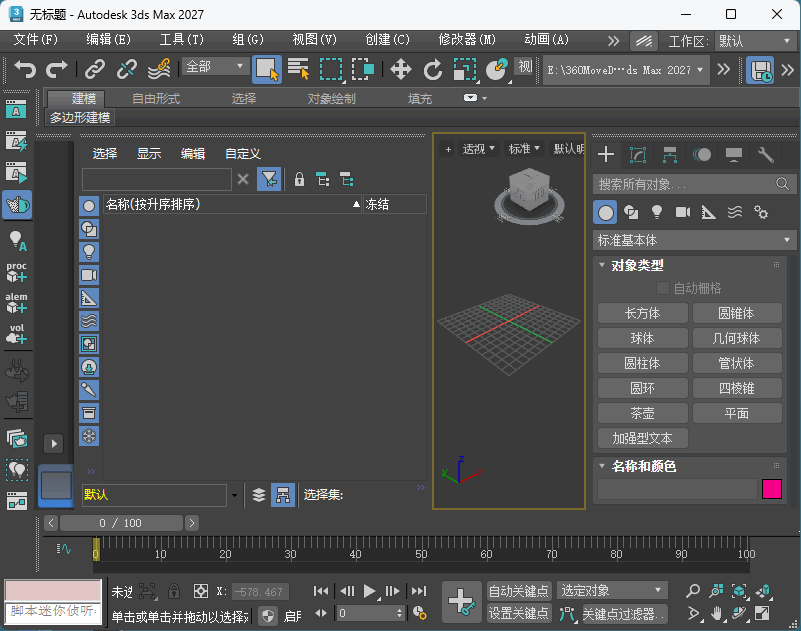 无标题 - Autodesk 3ds Max 2027
文件(F) 编辑(E) 工具(T) 组(G) 视图(V) 创建(C) 修改器(M) 动画(A) 工作区: 默认
全部 视 E:\360MoveD⋯ds Max 2027
建模 自由形式 选择 对象绘制 填充
多边形建模
选择 显示 编辑 自定义
名称(按升序排序) 冻结
proc
alem
vol
默认 选择集:
+ 透视 标准 默认明
z
y
搜索所有对象...
标准基本体
对象类型
自动栅格
长方体 圆锥体
球体 几何球体
圆柱体 管状体
圆环 四棱锥
茶壶 平面
加强型文本
名称和颜色
0 / 100
0 10 20 30 40 50 60 70 80 90 100
未选 X: -578.467 自动关键点 选定对象
脚本迷你侦听 单击或单击并拖动以选择对 启用 0 设置关键点 关键点过滤器...